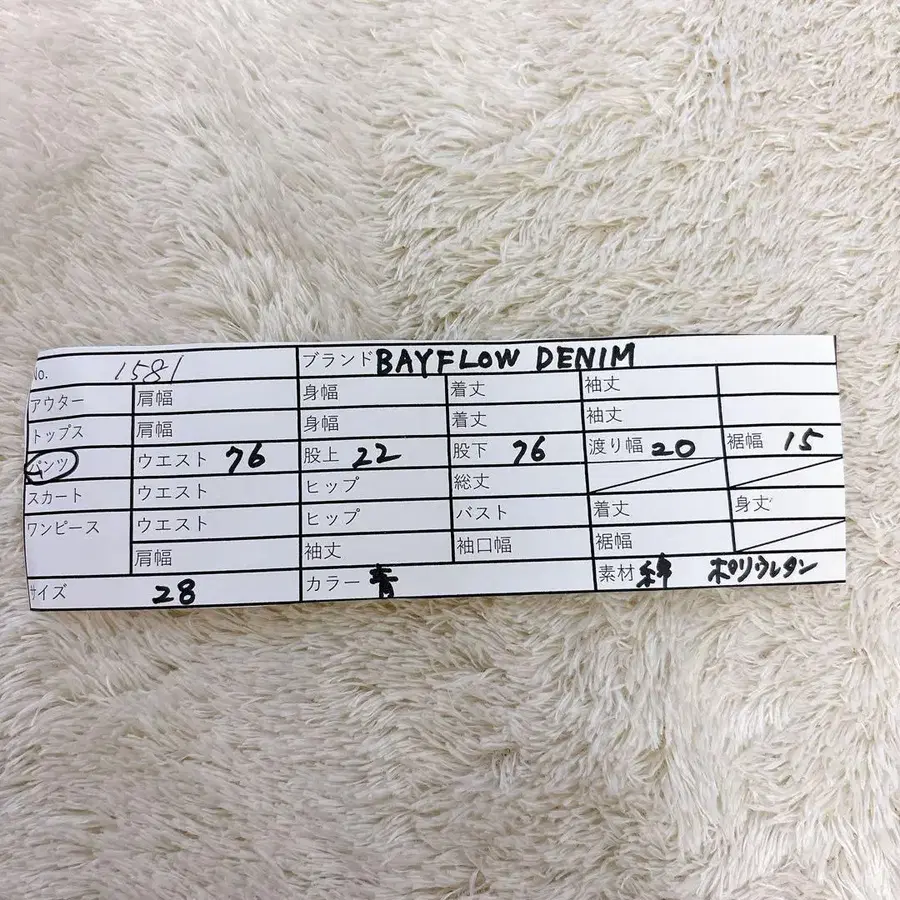 No. 1581 ブランド BAYFLOW DENIM
アウター 肩幅 身幅 着丈 袖丈
トップス 肩幅 身幅 着丈 袖丈
パンツ ウエスト 76 股上 22 股下 76 渡り幅 20 裾幅 15
スカート ウエスト ヒップ 総丈
ワンピース ウエスト ヒップ バスト 着丈 身丈
肩幅 袖丈 袖口幅 裾幅
サイズ 28 カラー 青 素材 綿 ポリウレタン